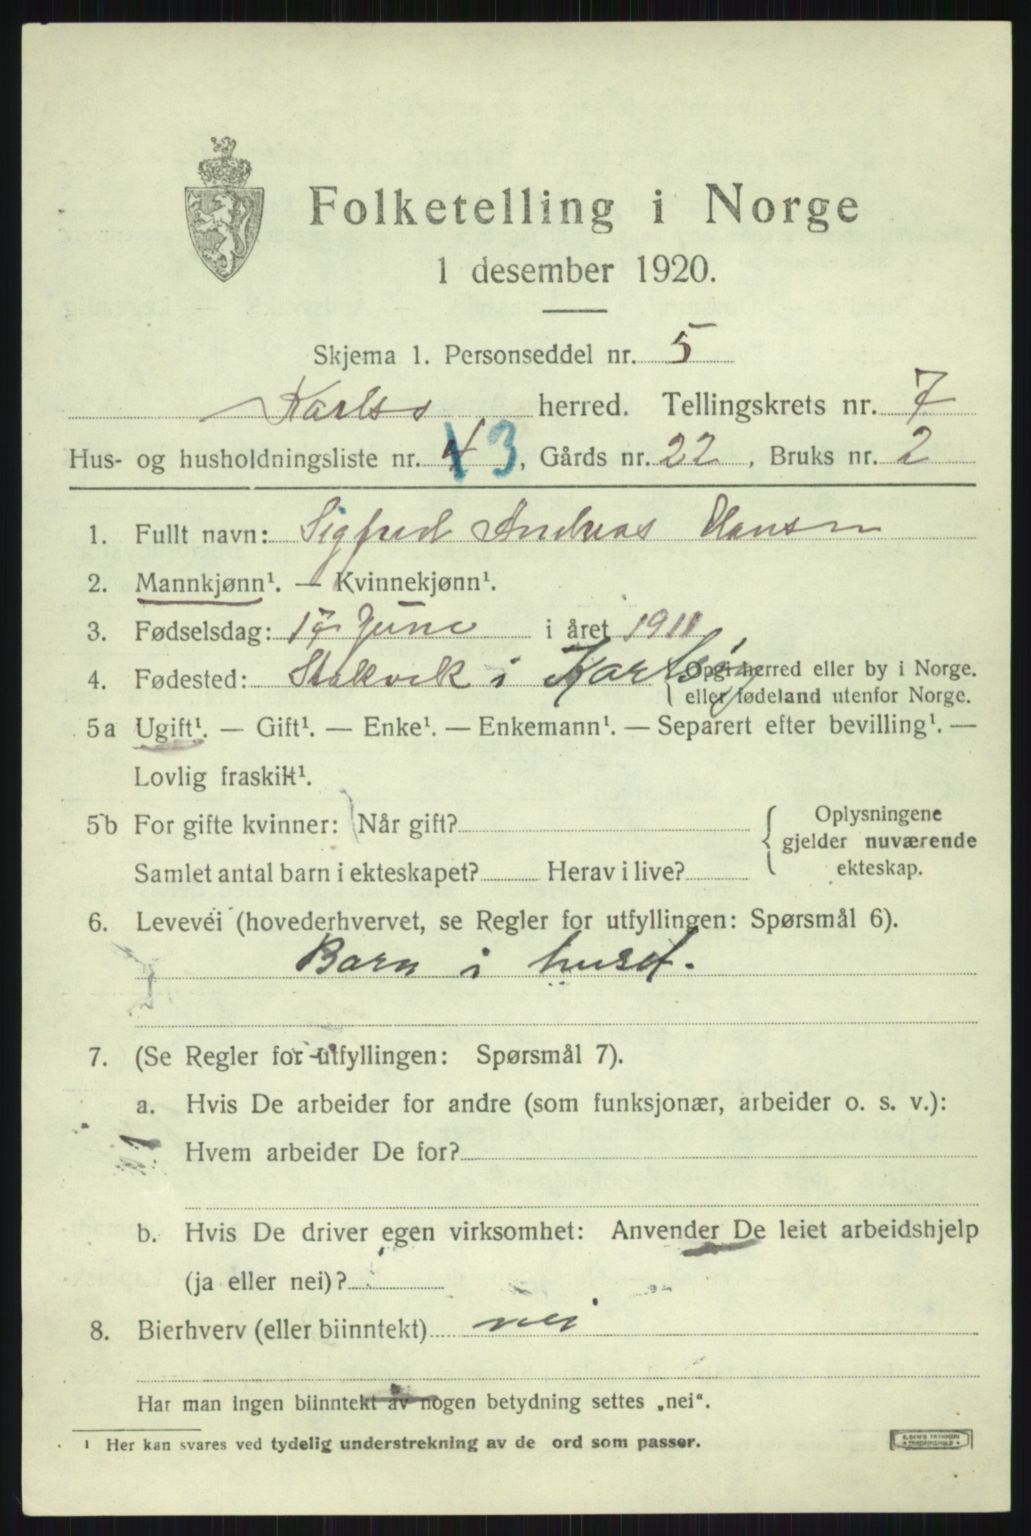 Folketelling i Norge
1 desember 1920.
Skjema 1. Personseddel nr. 5
Karlsø herred. Tellingskrets nr. 7
Hus- og husholdningsliste nr. 43, Gårds nr. 22, Bruks nr. 2
1. Fullt navn: Sigfred Andreas Hansen
2. Mannkjønn¹. — Kvinnekjønn¹.
3. Fødselsdag: 17 June i året 1911
4. Fødested: Stakvik i Karlsøy { Opgi herred eller by i Norge.
eller fødeland utenfor Norge.
5a Ugift¹. — Gift¹. — Enke¹. — Enkemann¹. — Separert efter bevilling¹. —
Lovlig fraskilt¹.
5b For gifte kvinner: Når gift? { Oplysningene
gjelder nuværende
Samlet antal barn i ekteskapet? Herav i live? ekteskap.
6. Levevei (hovederhvervet, se Regler for utfyllingen: Spørsmål 6).
Barn i huset.
7. (Se Regler for utfyllingen: Spørsmål 7).
a. Hvis De arbeider for andre (som funksjonær, arbeider o. s. v.):
Hvem arbeider De for?
b. Hvis De driver egen virksomhet: Anvender De leiet arbeidshjelp
(ja eller nei)?
8. Bierhverv (eller biinntekt) nei
Har man ingen biinntekt av nogen betydning settes „nei“.
¹ Her kan svares ved tydelig understrekning av de ord som passer.